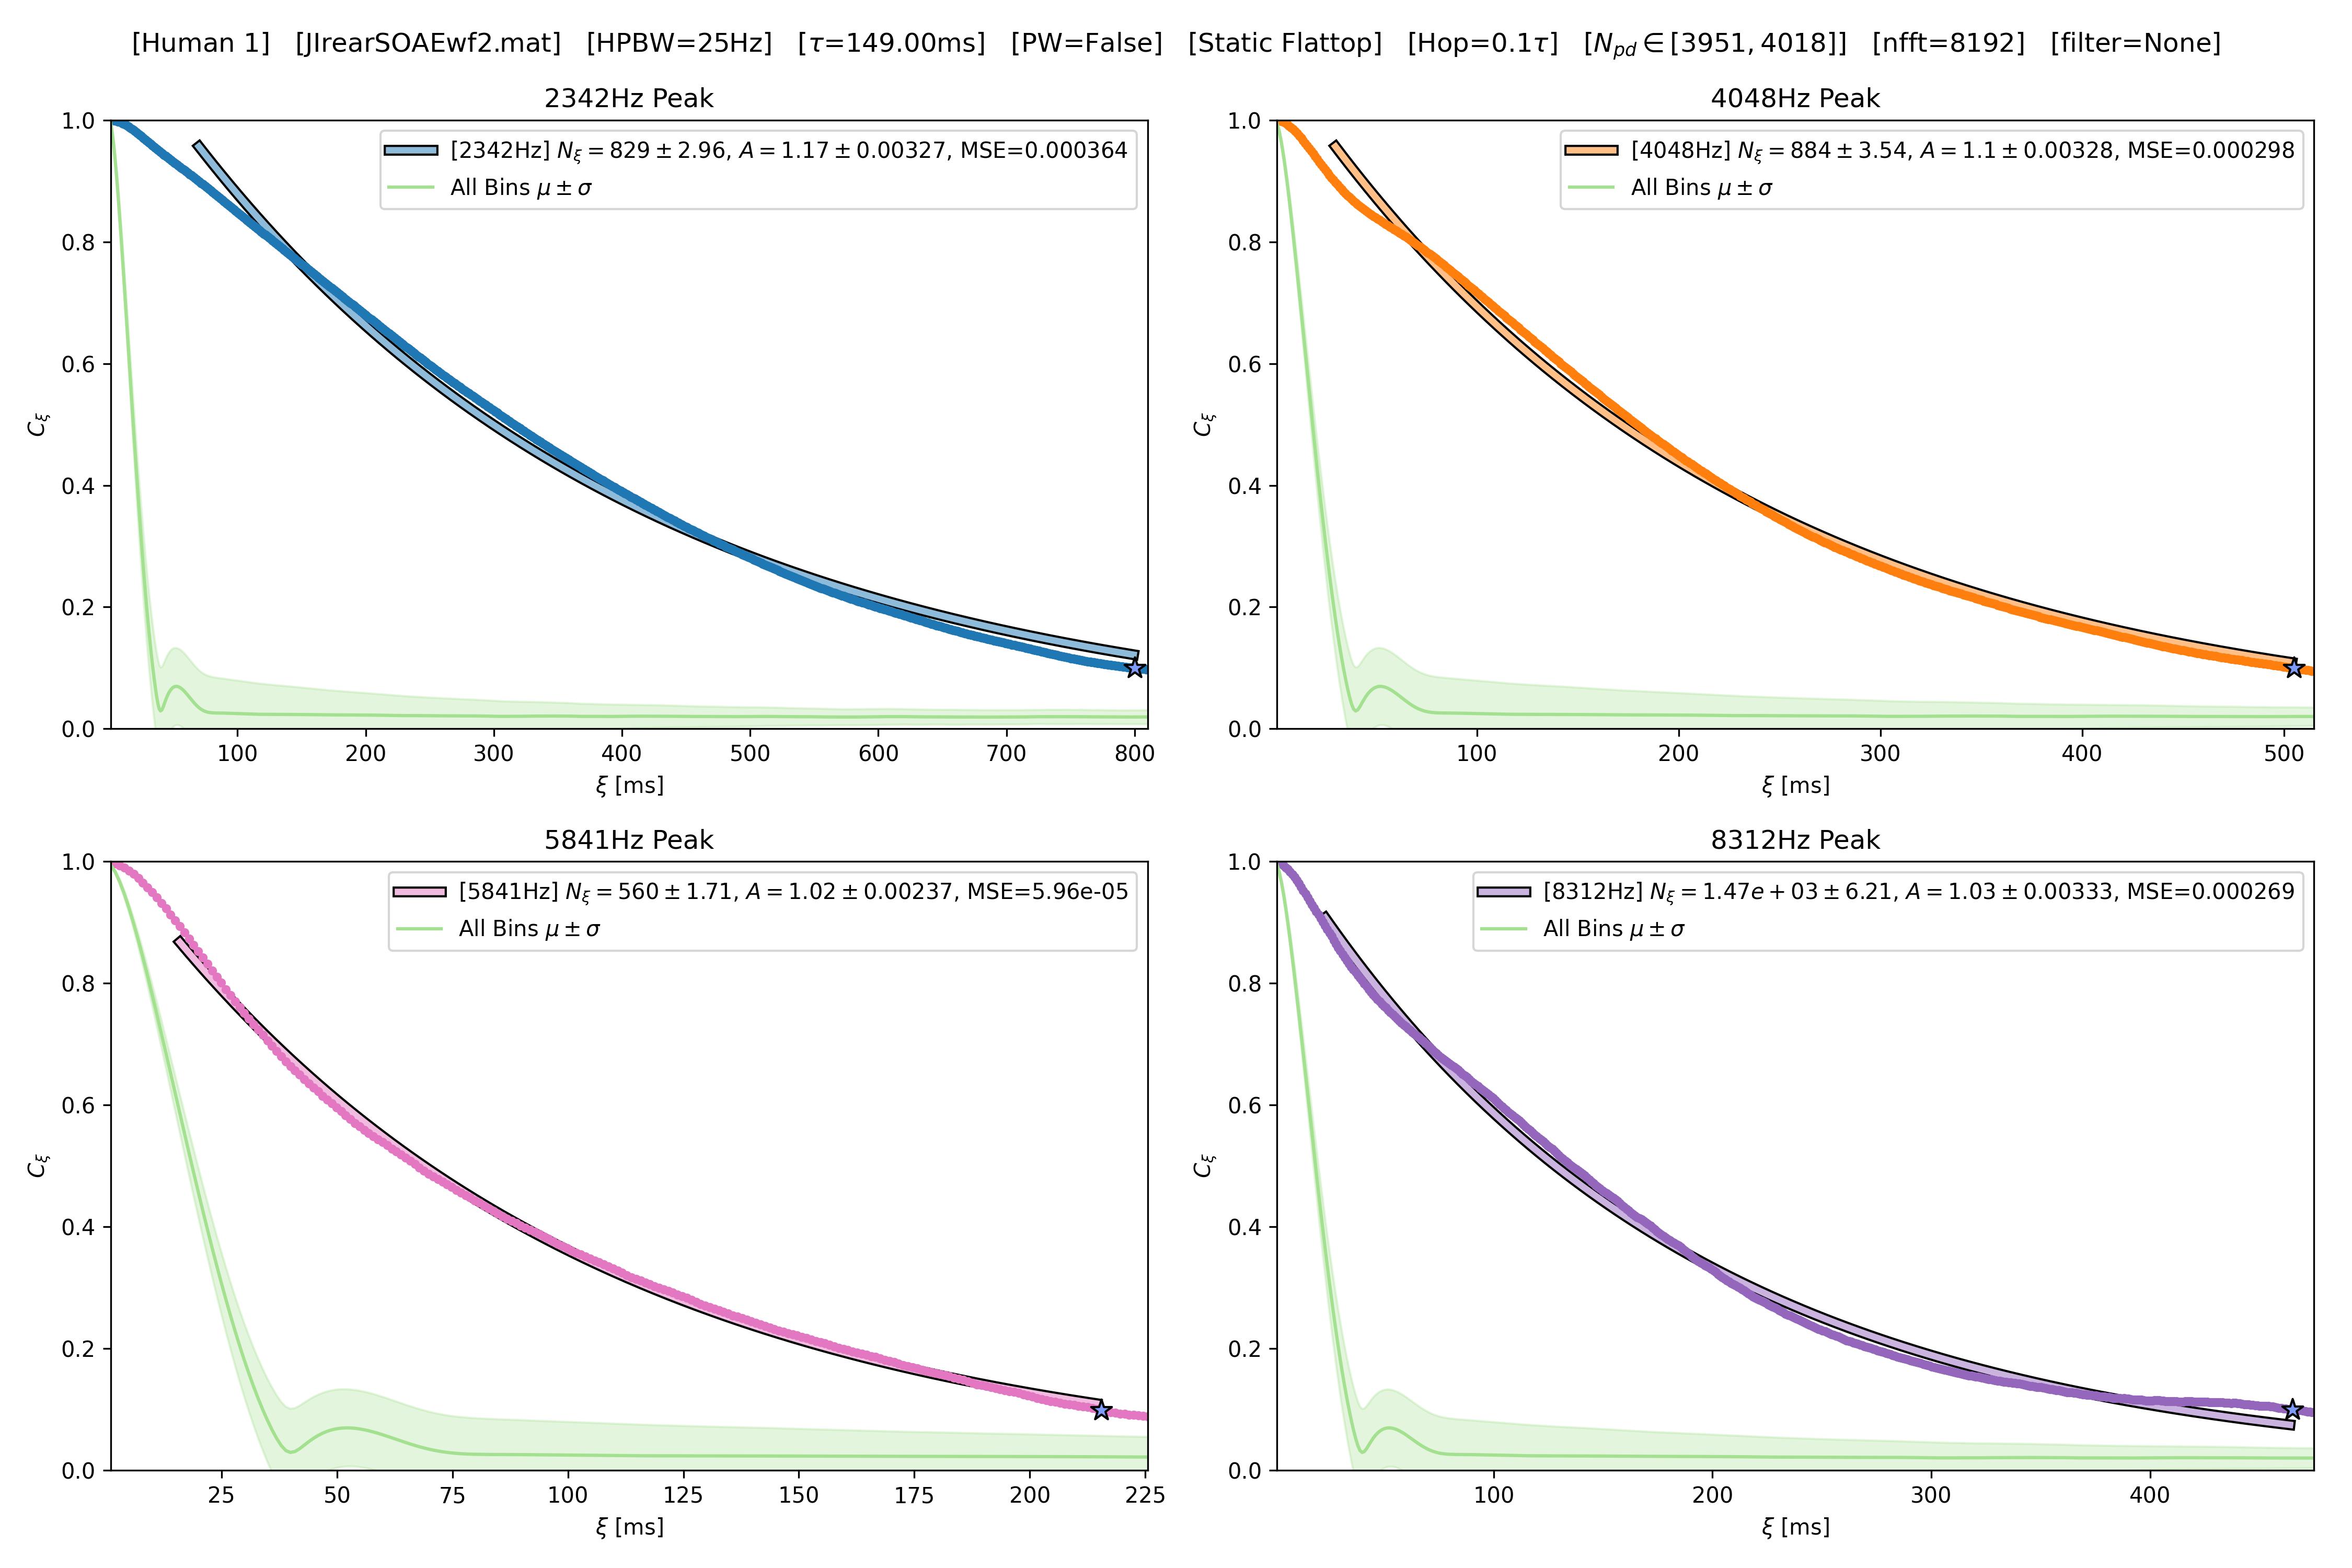 [Human 1] [JIrearSOAEwf2.mat] [HPBW=25Hz] [τ=149.00ms] [PW=False] [Static Flattop] [Hop=0.1τ] [N_pd ∈ [3951, 4018]] [nfft=8192] [filter=None]
2342Hz Peak
[2342Hz] N_ξ = 829 ± 2.96, A = 1.17 ± 0.00327, MSE=0.000364
All Bins μ ± σ
1.0
0.8
0.6
0.4
0.2
0.0
C_ξ
100 200 300 400 500 600 700 800
ξ [ms]
4048Hz Peak
[4048Hz] N_ξ = 884 ± 3.54, A = 1.1 ± 0.00328, MSE=0.000298
All Bins μ ± σ
1.0
0.8
0.6
0.4
0.2
0.0
C_ξ
100 200 300 400 500
ξ [ms]
5841Hz Peak
[5841Hz] N_ξ = 560 ± 1.71, A = 1.02 ± 0.00237, MSE=5.96e-05
All Bins μ ± σ
1.0
0.8
0.6
0.4
0.2
0.0
C_ξ
25 50 75 100 125 150 175 200 225
ξ [ms]
8312Hz Peak
[8312Hz] N_ξ = 1.47e + 03 ± 6.21, A = 1.03 ± 0.00333, MSE=0.000269
All Bins μ ± σ
1.0
0.8
0.6
0.4
0.2
0.0
C_ξ
100 200 300 400
ξ [ms]